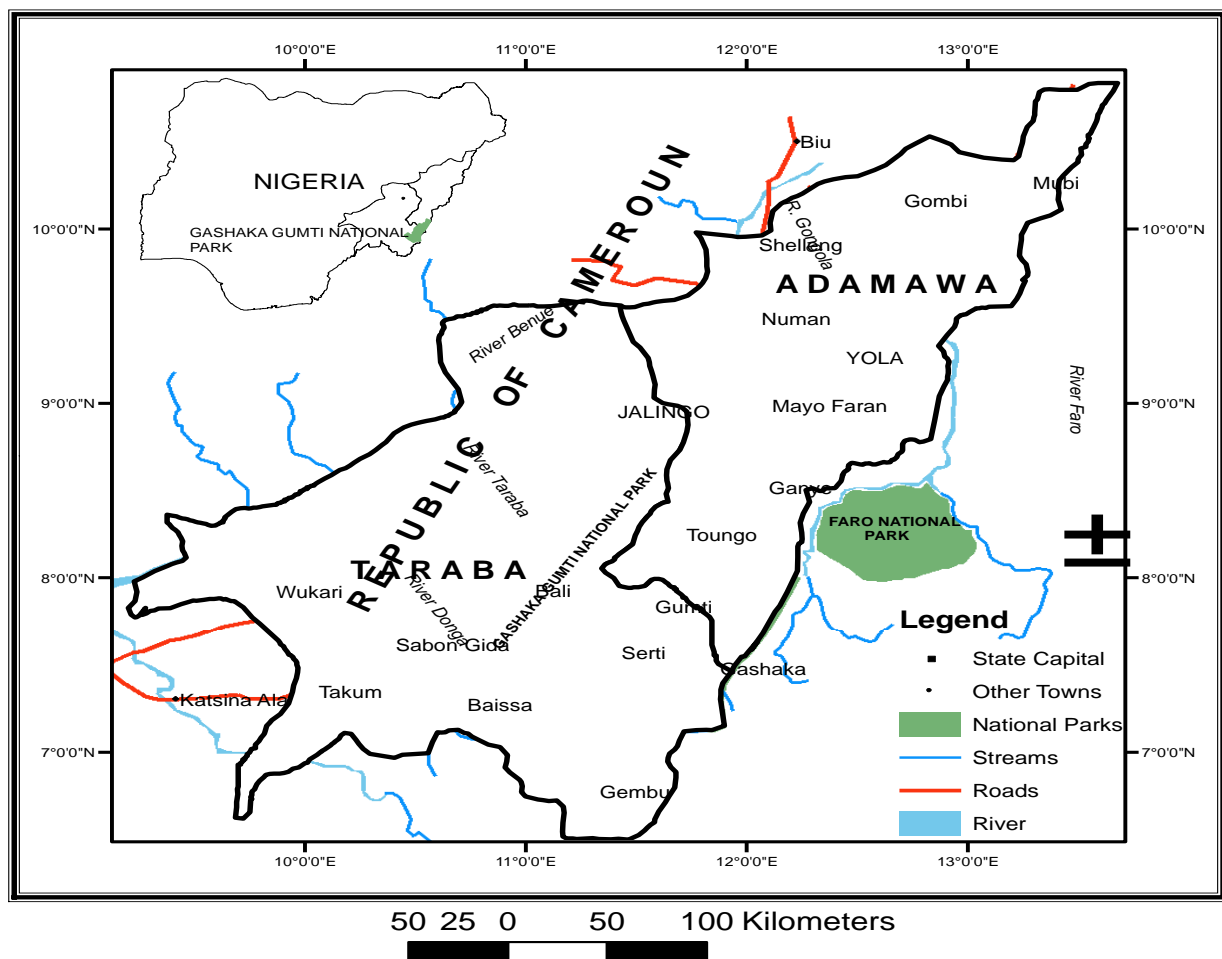 10°0'0"E 11°0'0"E 12°0'0"E 13°0'0"E
NIGERIA
GASHAKA GUMTI NATIONAL
PARK
Biu
Mubi
Gombi
R. Gongola
Shelleng
ADAMAWA
REPUBLIC OF CAMEROUN
Numan
River Benue
YOLA
River Faro
JALINGO
Mayo Faran
River Taraba
GASHAKA GUMTI NATIONAL PARK
Ganye
FARO NATIONAL
PARK
Toungo
TARABA
Wukari
Bali
River Donga
Gumti
Sabon Gida
Serti
Gashaka
Takum
Katsina Ala
Baissa
Gembu
10°0'0"N
9°0'0"N
8°0'0"N
7°0'0"N
10°0'0"N
9°0'0"N
8°0'0"N
7°0'0"N
Legend
State Capital
Other Towns
National Parks
Streams
Roads
River
10°0'0"E 11°0'0"E 12°0'0"E 13°0'0"E
50 25 0 50 100 Kilometers